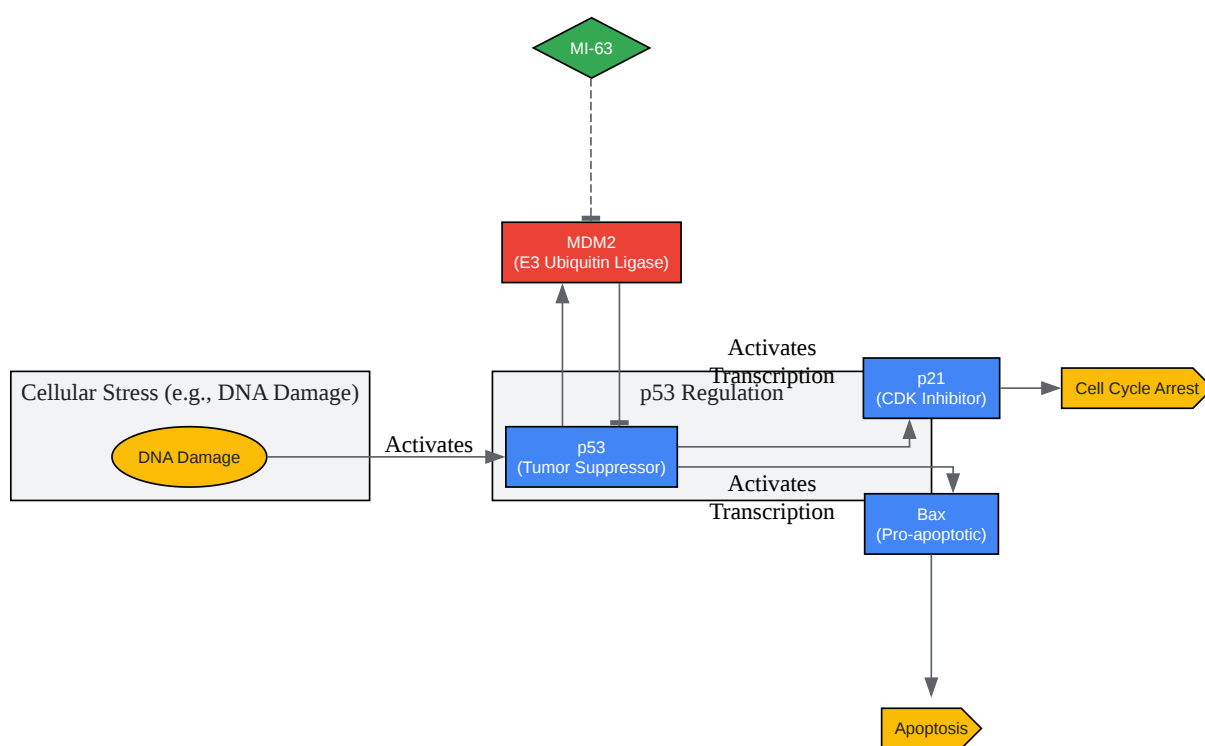 MI-63
MDM2
(E3 Ubiquitin Ligase)
Activates
Transcription
Cellular Stress (e.g., DNA Damage)
p53 Regulation
p21
(CDK Inhibitor)
Cell Cycle Arrest
DNA Damage
Activates
p53
(Tumor Suppressor)
Activates
Transcription
Bax
(Pro-apoptotic)
Apoptosis